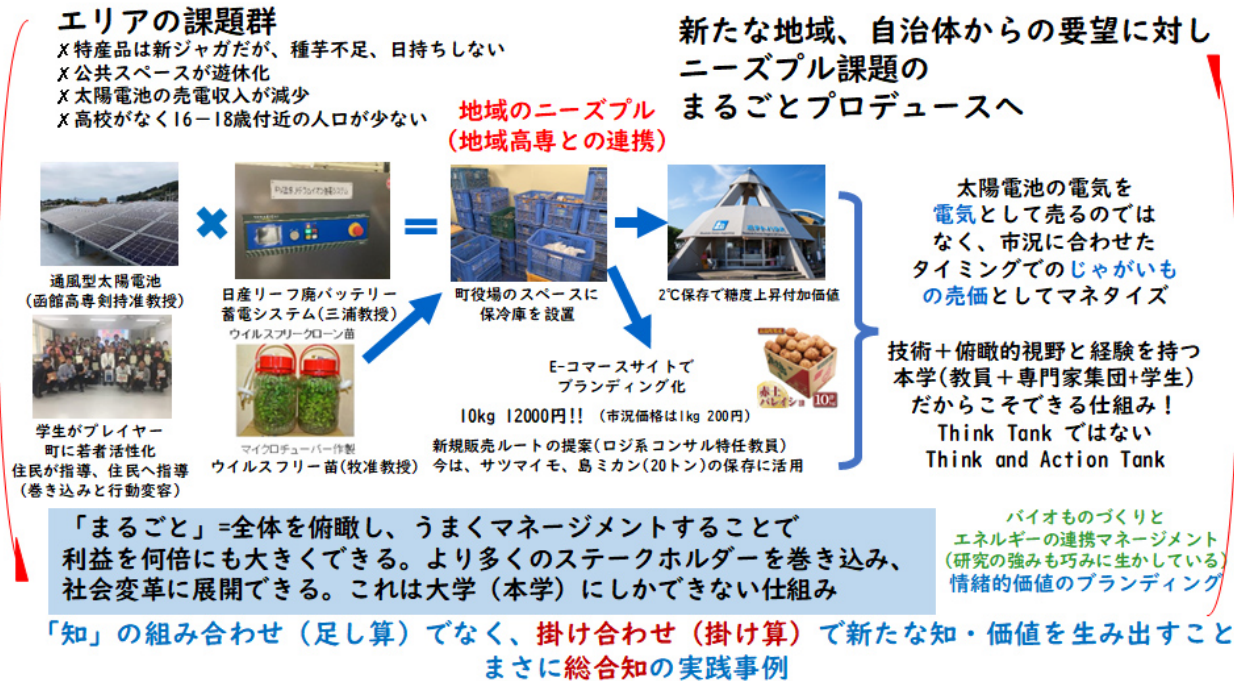 エリアの課題群
✗特産品は新ジャガだが、種芋不足、日持ちしない
✗公共スペースが遊休化
✗太陽電池の売電収入が減少
✗高校がなく16－18歳付近の人口が少ない
新たな地域、自治体からの要望に対し
ニーズプル課題の
まるごとプロデュースへ
地域のニーズプル
(地域高専との連携)
通風型太陽電池
(函館高専剣持准教授)
×
日産リーフ廃バッテリー
蓄電システム(三浦教授)
=
町役場のスペースに
保冷庫を設置
2℃保存で糖度上昇付加価値
学生がプレイヤー
町に若者活性化
住民が指導、住民へ指導
(巻き込みと行動変容)
ウイルスフリークローン苗
マイクロチューバー作製
ウイルスフリー苗(牧准教授)
E-コマースサイトで
ブランディング化
赤土
バレイショ
10
10kg 12000円!! (市況価格は1kg 200円)
新規販売ルートの提案(ロジ系コンサル特任教員)
今は、サツマイモ、島ミカン(20トン)の保存に活用
太陽電池の電気を
電気として売るのでは
なく、市況に合わせた
タイミングでのじゃがいも
の売価としてマネタイズ
技術＋俯瞰的視野と経験を持つ
本学(教員＋専門家集団+学生)
だからこそできる仕組み！
Think Tank ではない
Think and Action Tank
「まるごと」=全体を俯瞰し、うまくマネージメントすることで
利益を何倍にも大きくできる。より多くのステークホルダーを巻き込み、
社会変革に展開できる。これは大学（本学）にしかできない仕組み
バイオものづくりと
エネルギーの連携マネージメント
(研究の強みも巧みに生かしている)
情緒的価値のブランディング
「知」の組み合わせ（足し算）でなく、掛け合わせ（掛け算）で新たな知・価値を生み出すこと
まさに総合知の実践事例